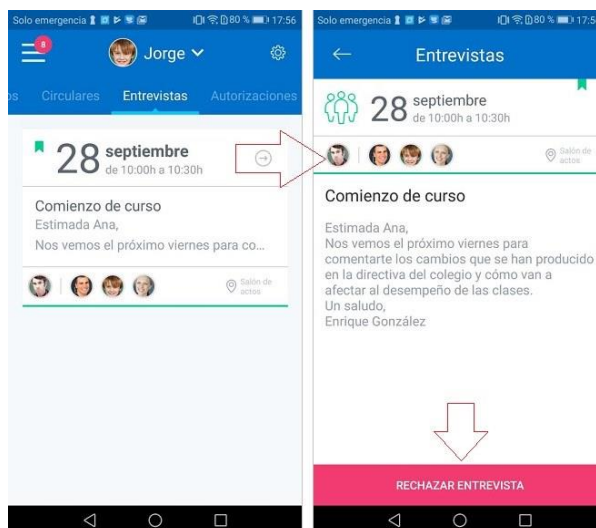 Solo emergencia
80 %
17:56
8
Jorge
os
Circulares
Entrevistas
Autorizaciones
28
septiembre
de 10:00h a 10:30h
Comienzo de curso
Estimada Ana,
Nos vemos el próximo viernes para co...
Salón de
actos
Solo emergencia
80 %
17:56
Entrevistas
28
septiembre
de 10:00h a 10:30h
Salón de
actos
Comienzo de curso
Estimada Ana,
Nos vemos el próximo viernes para
comentarte los cambios que se han producido
en la directiva del colegio y cómo van a
afectar al desempeño de las clases.
Un saludo,
Enrique González
RECHAZAR ENTREVISTA